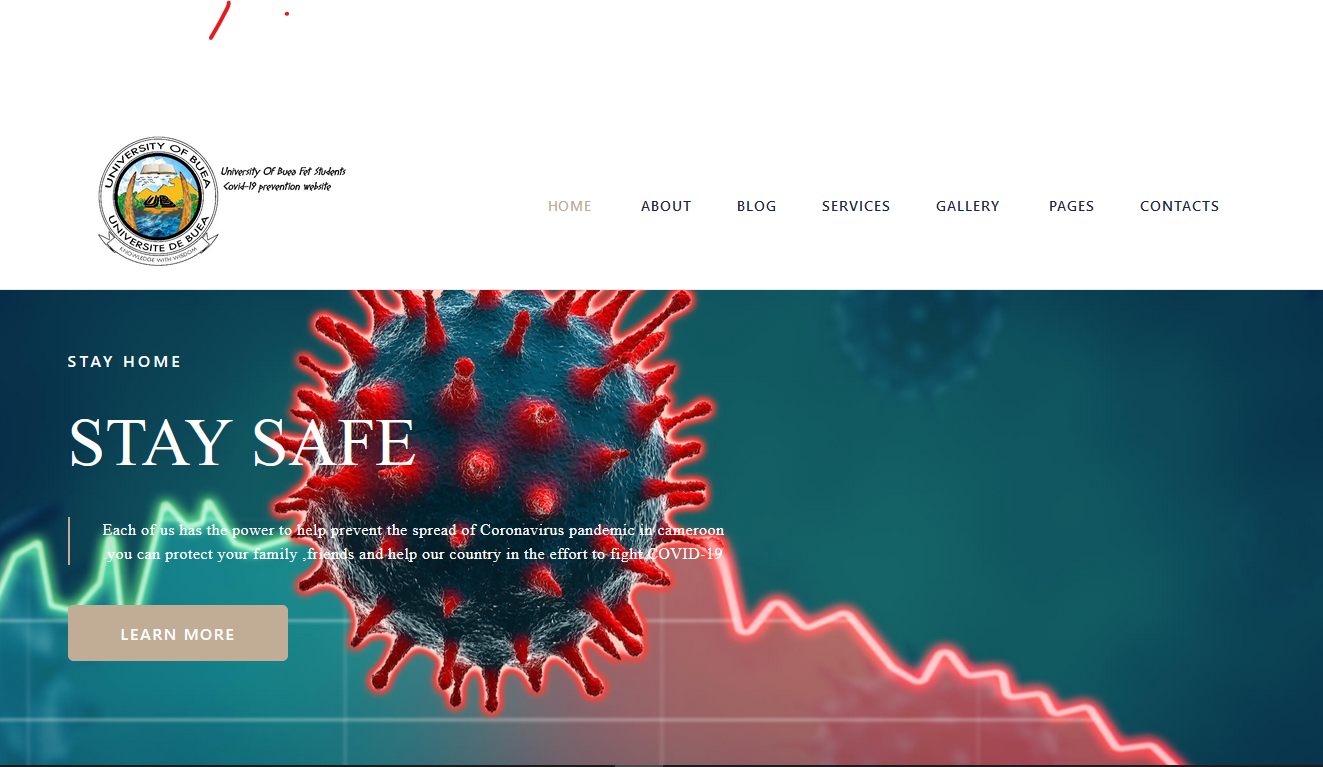 UNIVERSITY OF BUEA
UNIVERSITE DE BUEA
KNOWLEDGE WITH WISDOM
University Of Buea Fet Students
Covid-19 prevention website
HOME ABOUT BLOG SERVICES GALLERY PAGES CONTACTS
STAY HOME
STAY SAFE
Each of us has the power to help prevent the spread of Coronavirus pandemic in cameroon
,you can protect your family ,friends and help our country in the effort to fight COVID-19
LEARN MORE